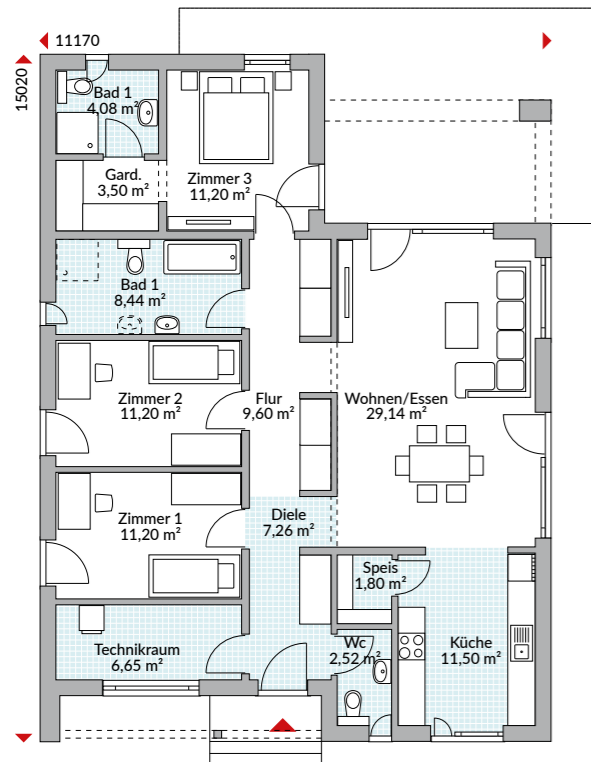 11170
15020
Bad 1
4,08 m²
Gard.
3,50 m²
Zimmer 3
11,20 m²
Bad 1
8,44 m²
Zimmer 2
11,20 m²
Flur
9,60 m²
Wohnen/Essen
29,14 m²
Zimmer 1
11,20 m²
Diele
7,26 m²
Speis
1,80 m²
Technikraum
6,65 m²
Wc
2,52 m²
Küche
11,50 m²